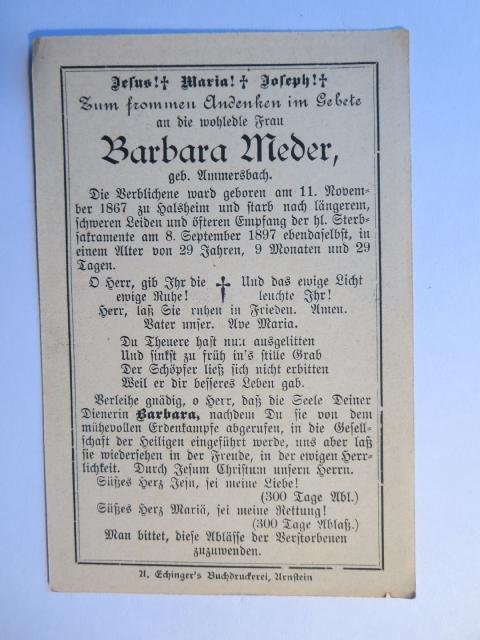 Jesus!† Maria!† Joseph!†
Zum frommen Andenken im Gebete
an die wohledle Frau
Barbara Meder,
geb. Ammersbach.
Die Verblichene ward geboren am 11. Novem-
ber 1867 zu Halsheim und starb nach längerem,
schweren Leiden und öfteren Empfang der hl. Sterb-
sakramente am 8. September 1897 ebendaselbst, in
einem Alter von 29 Jahren, 9 Monaten und 29
Tagen.
O Herr, gib Ihr die † Und das ewige Licht
ewige Ruhe! leuchte Ihr!
Herr, laß Sie ruhen in Frieden. Amen.
Vater unser. Ave Maria.
Du Theuere hast nun ausgelitten
Und sinkst zu früh in's stille Grab
Der Schöpfer ließ sich nicht erbitten
Weil er dir besseres Leben gab.
Verleihe gnädig, o Herr, daß die Seele Deiner
Dienerin Barbara, nachdem Du sie von dem
mühevollen Erdenkampfe abgerufen, in die Gesell-
schaft der Heiligen eingeführt werde, uns aber laß
sie wiedersehen in der Freude, in der ewigen Herr-
lichkeit. Durch Jesum Christum unsern Herrn.
Süßes Herz Jesu, sei meine Liebe!
(300 Tage Abl.)
Süßes Herz Mariä, sei meine Rettung!
(300 Tage Ablaß.)
Man bittet, diese Ablässe der Verstorbenen
zuzuwenden.
A. Echinger's Buchdruckerei, Arnstein